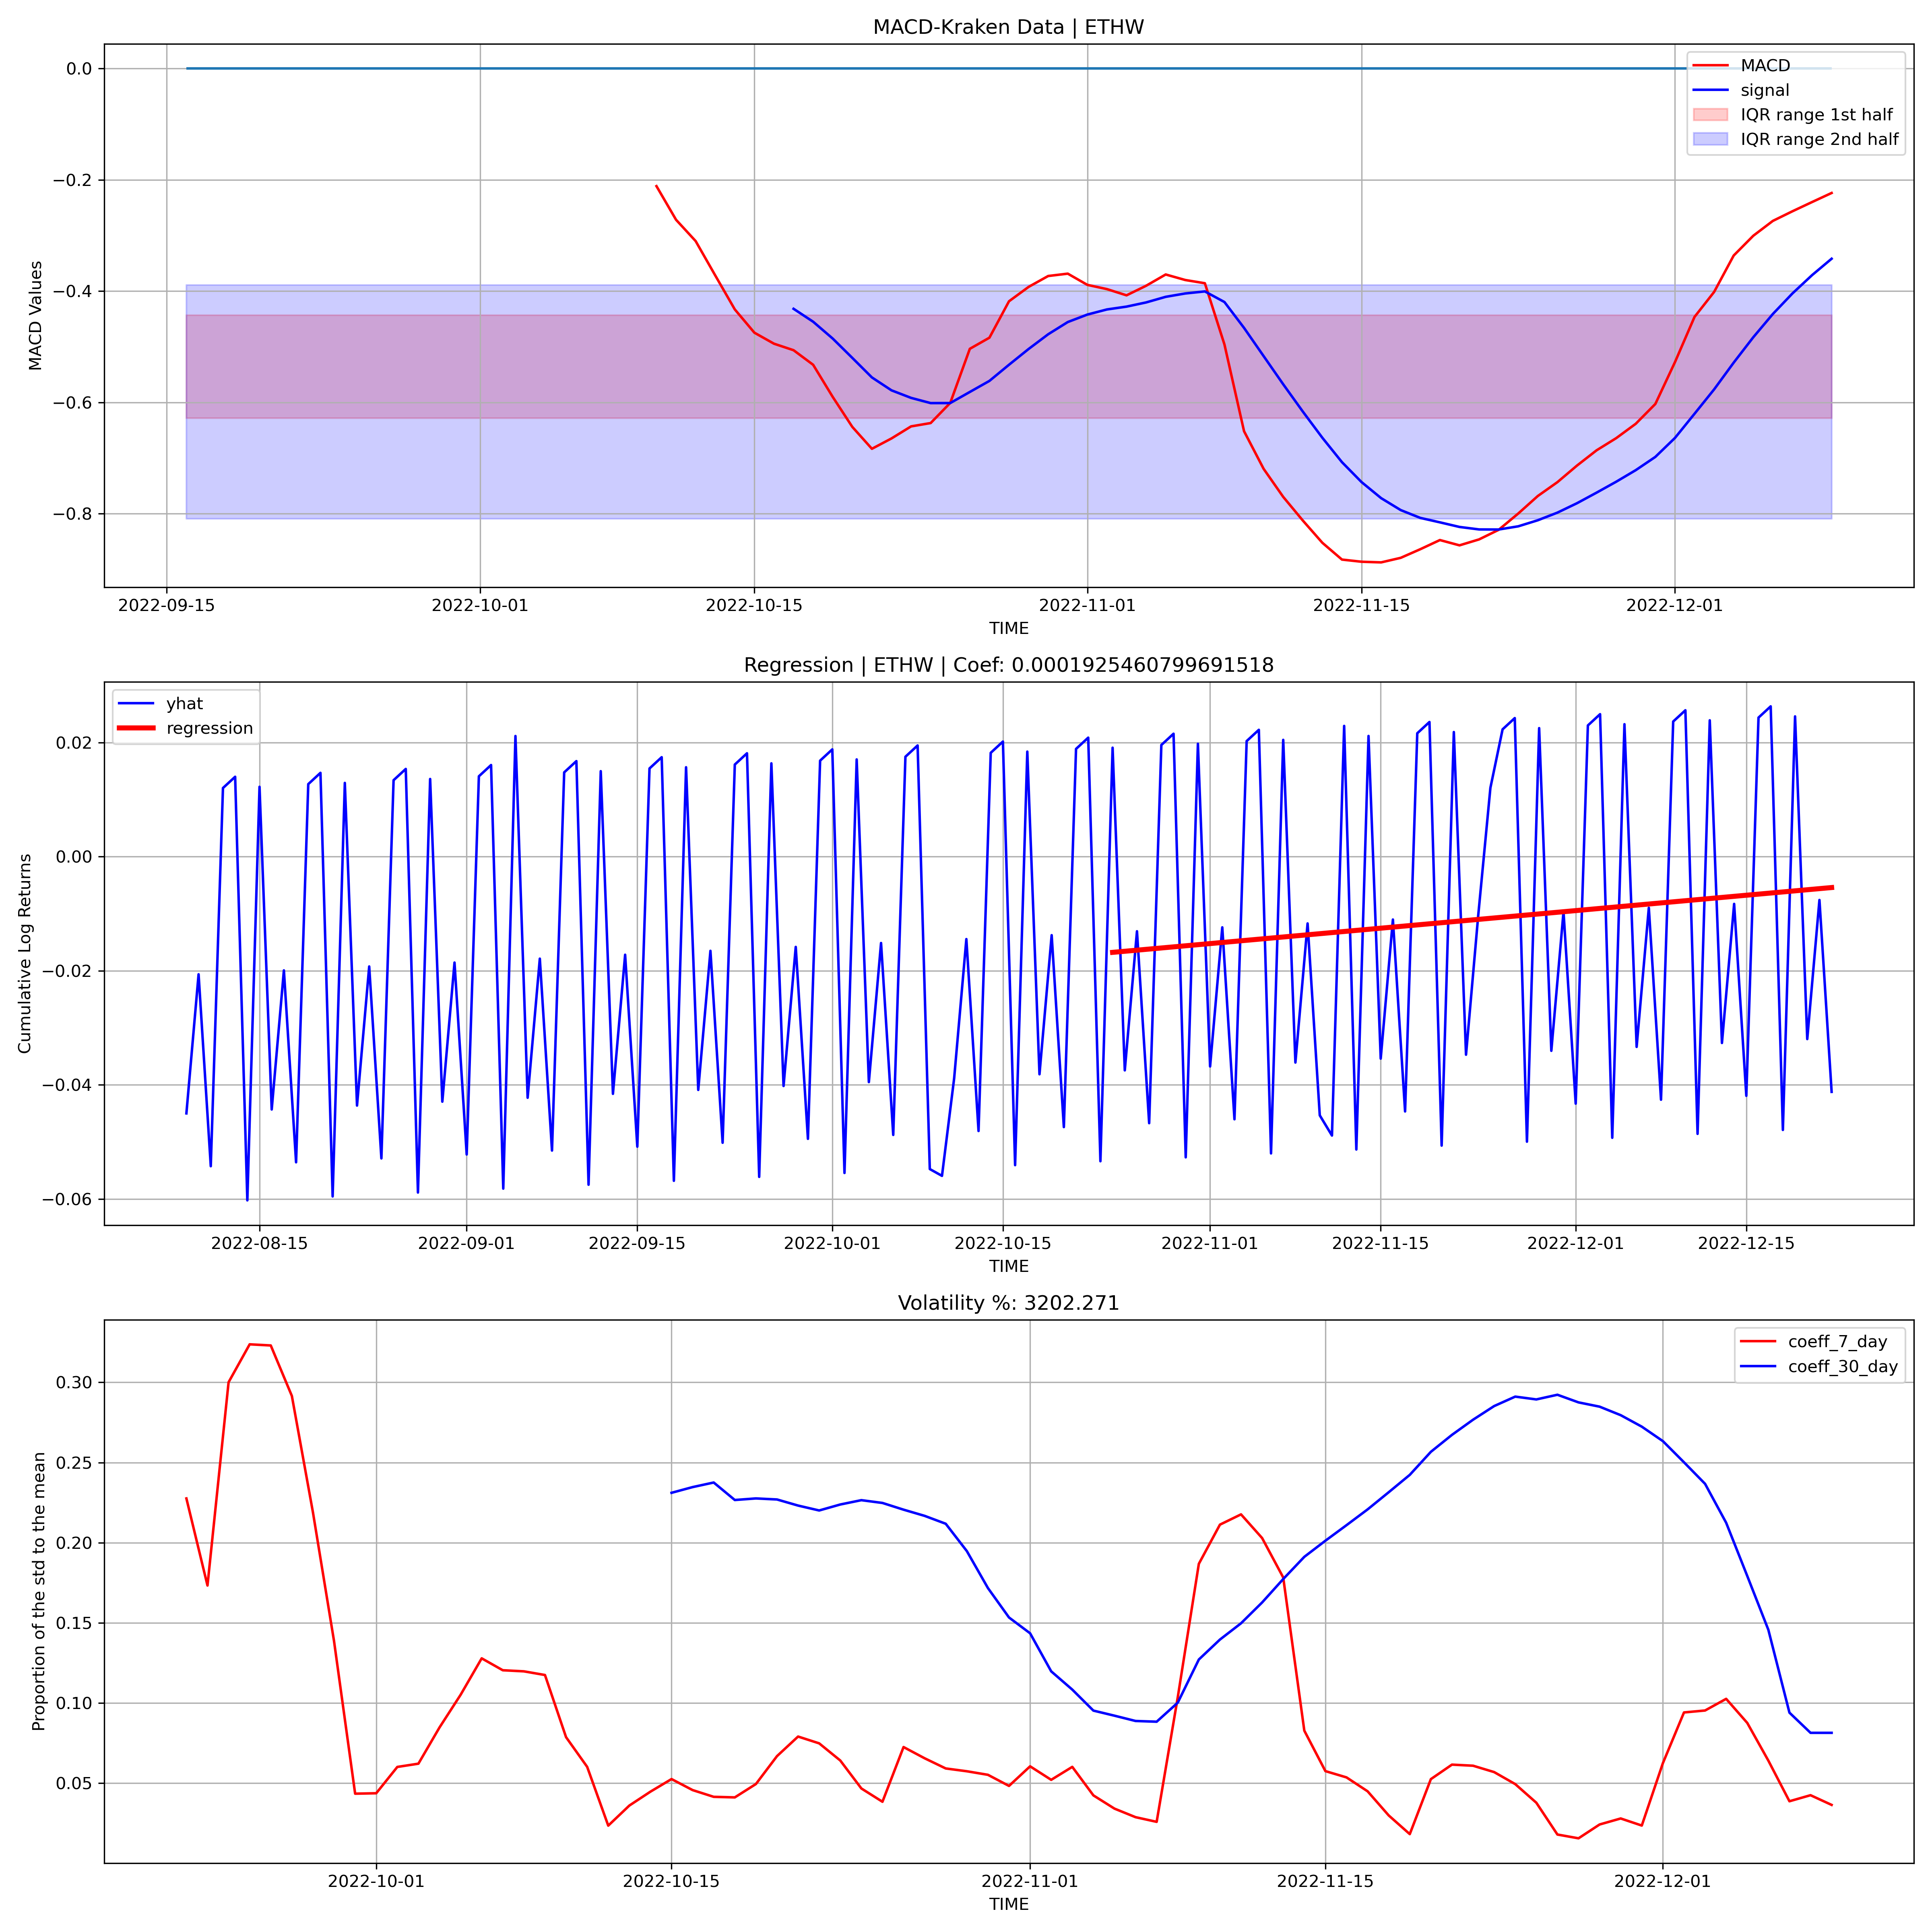 MACD-Kraken Data | ETHW
MACD Values
0.0
−0.2
−0.4
−0.6
−0.8
MACD
signal
IQR range 1st half
IQR range 2nd half
2022-09-15 2022-10-01 2022-10-15 2022-11-01 2022-11-15 2022-12-01
TIME
Regression | ETHW | Coef: 0.0001925460799691518
Cumulative Log Returns
yhat
regression
0.02
0.00
−0.02
−0.04
−0.06
2022-08-15 2022-09-01 2022-09-15 2022-10-01 2022-10-15 2022-11-01 2022-11-15 2022-12-01 2022-12-15
TIME
Volatility %: 3202.271
Proportion of the std to the mean
coeff_7_day
coeff_30_day
0.30
0.25
0.20
0.15
0.10
0.05
2022-10-01 2022-10-15 2022-11-01 2022-11-15 2022-12-01
TIME